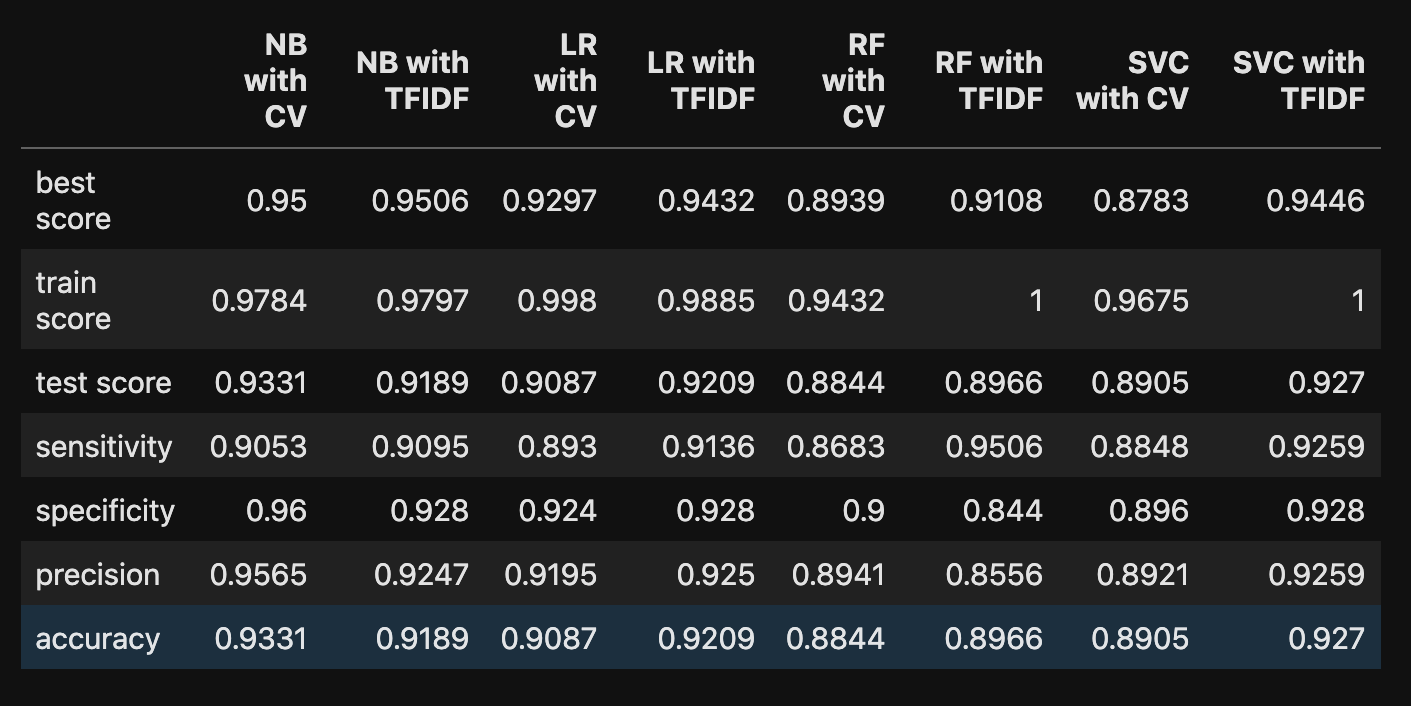 NB with CV NB with TFIDF LR with CV LR with TFIDF RF with CV RF with TFIDF SVC with CV SVC with TFIDF
best score 0.95 0.9506 0.9297 0.9432 0.8939 0.9108 0.8783 0.9446
train score 0.9784 0.9797 0.998 0.9885 0.9432 1 0.9675 1
test score 0.9331 0.9189 0.9087 0.9209 0.8844 0.8966 0.8905 0.927
sensitivity 0.9053 0.9095 0.893 0.9136 0.8683 0.9506 0.8848 0.9259
specificity 0.96 0.928 0.924 0.928 0.9 0.844 0.896 0.928
precision 0.9565 0.9247 0.9195 0.925 0.8941 0.8556 0.8921 0.9259
accuracy 0.9331 0.9189 0.9087 0.9209 0.8844 0.8966 0.8905 0.927